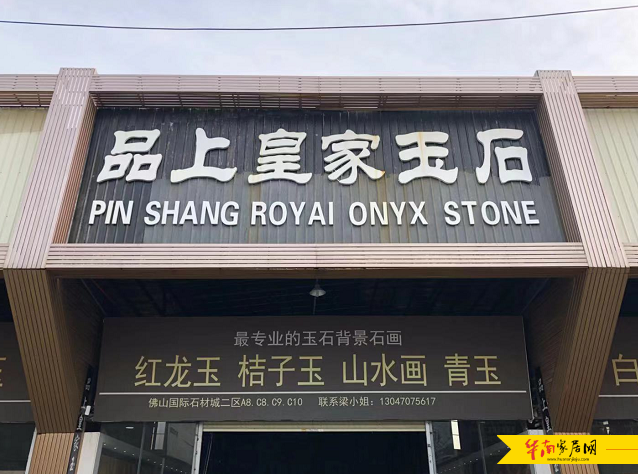 品上皇家玉石
PIN SHANG ROYAI ONYX STONE
最专业的玉石背景石画
红龙玉 桔子玉 山水画 青玉
白
佛山国际石材城二区A8.C8.C9.C10 联系梁小姐：13047075617
华南家居网